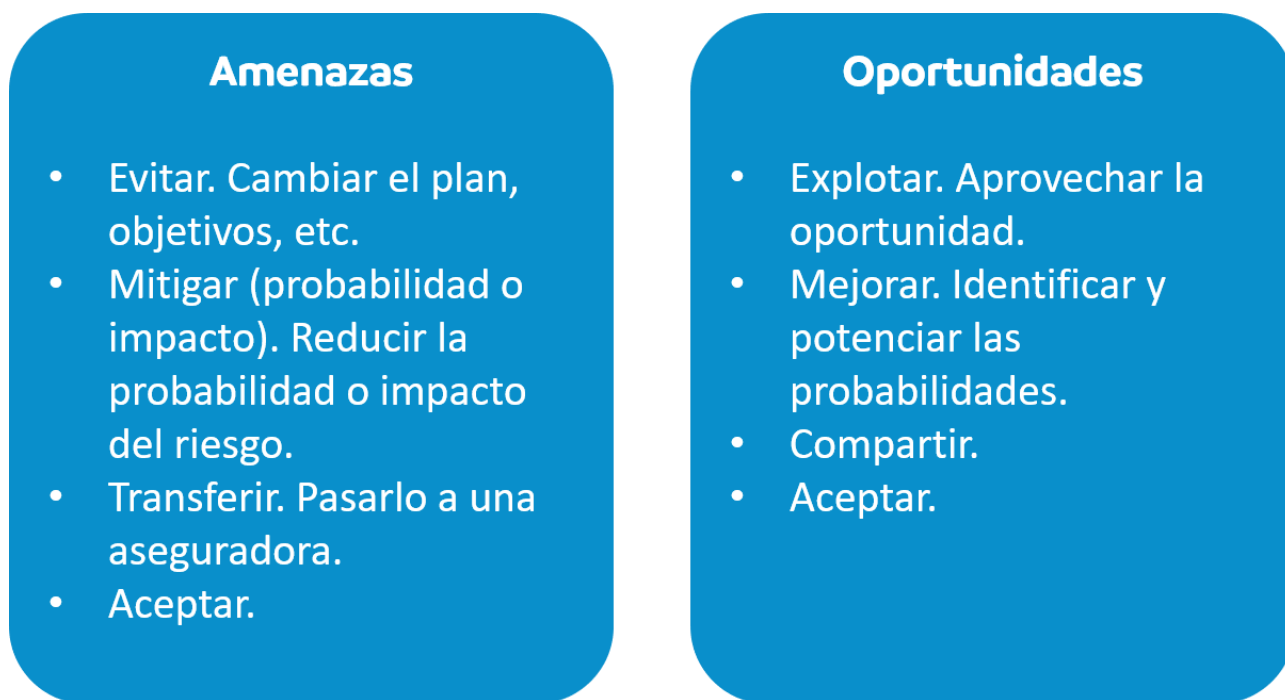 Amenazas
• Evitar. Cambiar el plan,
objetivos, etc.
• Mitigar (probabilidad o
impacto). Reducir la
probabilidad o impacto
del riesgo.
• Transferir. Pasarlo a una
aseguradora.
• Aceptar.
Oportunidades
• Explotar. Aprovechar la
oportunidad.
• Mejorar. Identificar y
potenciar las
probabilidades.
• Compartir.
• Aceptar.